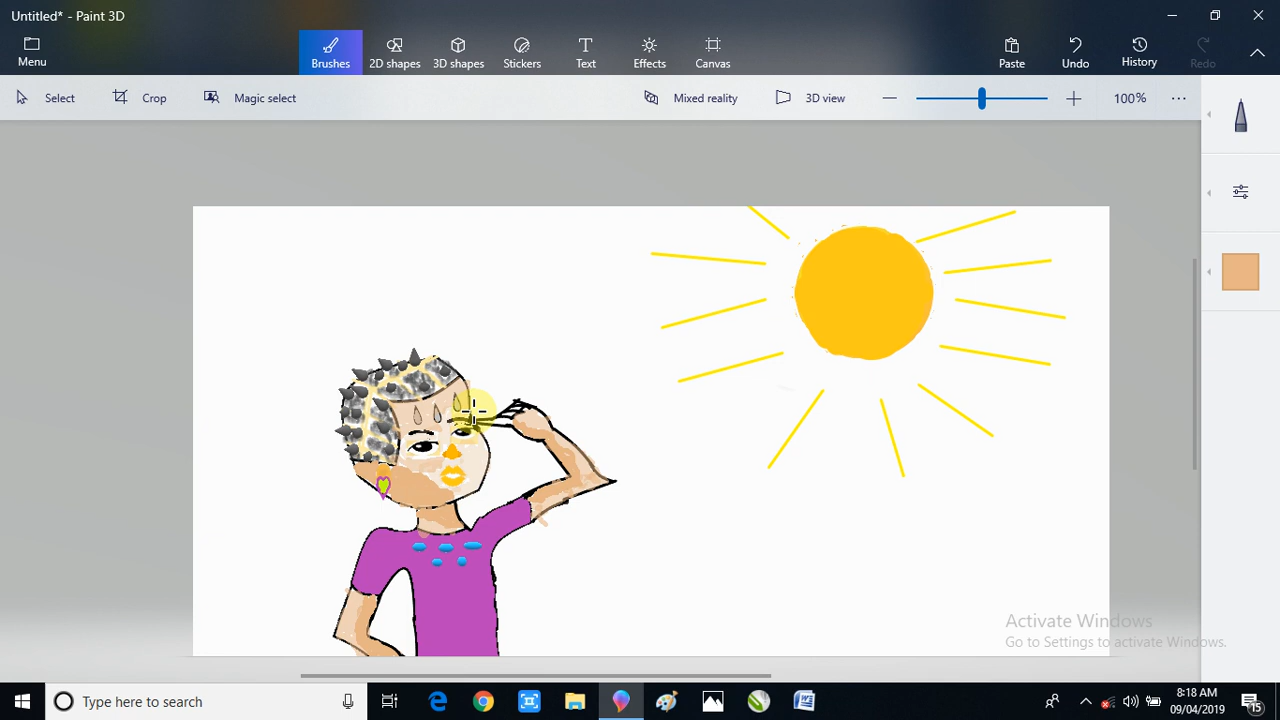 Untitled* - Paint 3D
Menu
Brushes
2D shapes
3D shapes
Stickers
Text
Effects
Canvas
Paste
Undo
History
Redo
Select
Crop
Magic select
Mixed reality
3D view
100%
Activate Windows
Go to Settings to activate Windows.
Type here to search
8:18 AM
09/04/2019
15